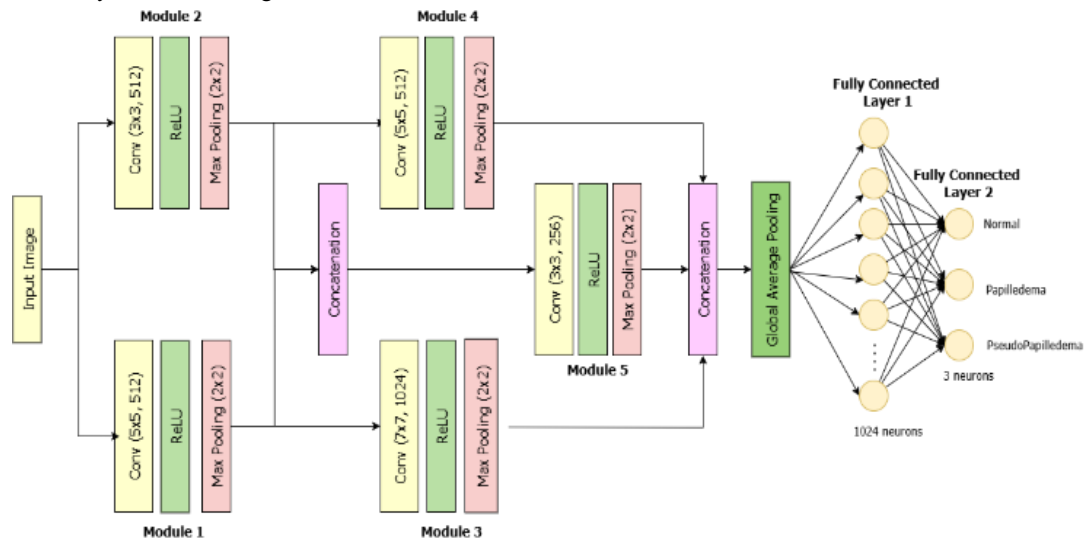 Module 2
Module 4
Conv (3x3, 512)
ReLU
Max Pooling (2x2)
Conv (5x5, 512)
ReLU
Max Pooling (2x2)
Fully Connected
Layer 1
Fully Connected
Layer 2
Input Image
Concatenation
Conv (3x3, 256)
ReLU
Max Pooling (2x2)
Concatenation
Global Average Pooling
Normal
Papilledema
PseudoPapilledema
3 neurons
Module 5
Conv (5x5, 512)
ReLU
Max Pooling (2x2)
Conv (7x7, 1024)
ReLU
Max Pooling (2x2)
1024 neurons
Module 1
Module 3